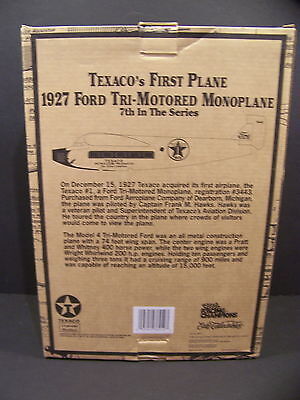 TEXACO'S FIRST PLANE
1927 FORD TRI-MOTORED MONOPLANE
7th In The Series
TEXACO
On December 15, 1927 Texaco acquired its first airplane, the
Texaco #1, a Ford Tri-Motored Monoplane, registration #3443.
Purchased from Ford Aeroplane Company of Dearborn, Michigan,
the plane was piloted by Captain Frank M. Hawks. Hawks was a
veteran pilot and Superintendent of Texaco's Aviation Division.
He toured the country in the plane where crowds of visitors
would come to view the plane.
The Model 4 Tri-Motored Ford was an all metal construction
plane with a 74 feet wing span. The center engine was a Pratt
and Whitney 400 horse power, while the two wing engines were
Wright Whirlwind 200 h.p. engines. Holding ten passengers and
weighing three tons it had a flying range of 900 miles and
was capable of reaching an altitude of 15,000 feet.
TEXACO
RACING CHAMPIONS